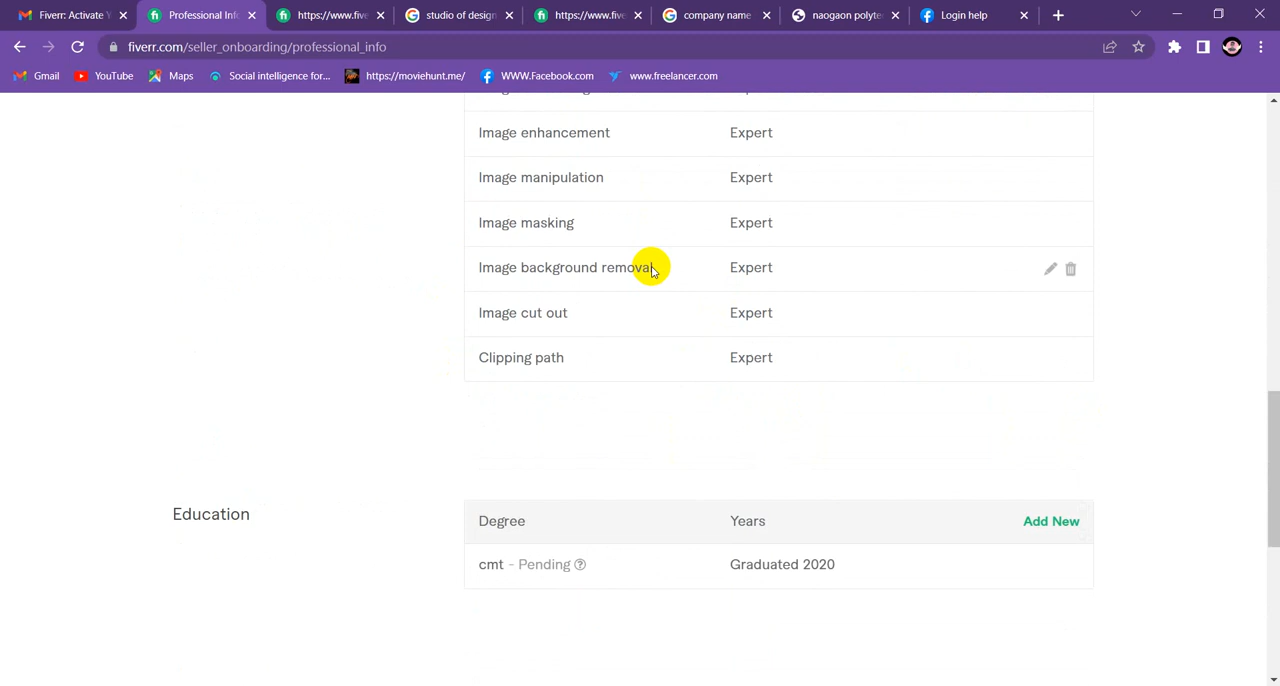 Fiverr: Activate Y
Professional Inf
https://www.five
studio of design
https://www.five
company name
naogaon polyte
Login help
fiverr.com/seller_onboarding/professional_info
Gmail
YouTube
Maps
Social intelligence for...
https://moviehunt.me/
WWW.Facebook.com
www.freelancer.com
Image enhancement Expert
Image manipulation Expert
Image masking Expert
Image background removal Expert
Image cut out Expert
Clipping path Expert
Education
Degree Years Add New
cmt - Pending Graduated 2020